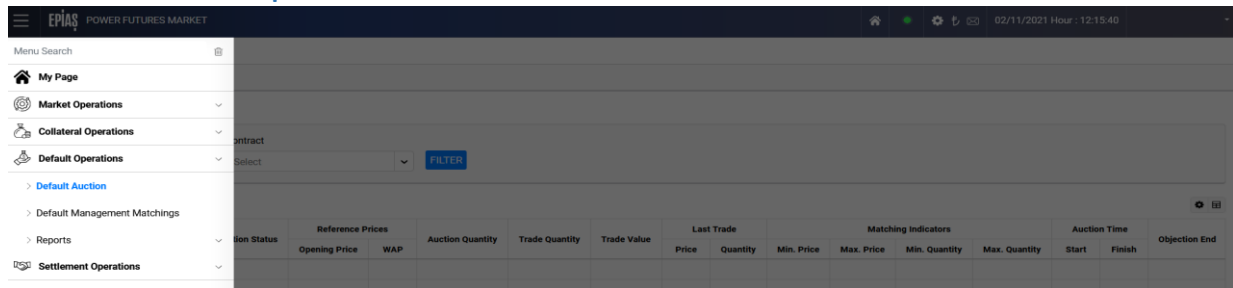 EPİAŞ POWER FUTURES MARKET
02/11/2021 Hour : 12:15:40
Menu Search
My Page
Market Operations
Collateral Operations
Default Operations
Default Auction
Default Management Matchings
Reports
Settlement Operations
ontract
Select
FILTER
tion Status
Reference Prices
Opening Price WAP
Auction Quantity
Trade Quantity
Trade Value
Last Trade
Price Quantity
Matching Indicators
Min. Price Max. Price Min. Quantity Max. Quantity
Auction Time
Start Finish
Objection End